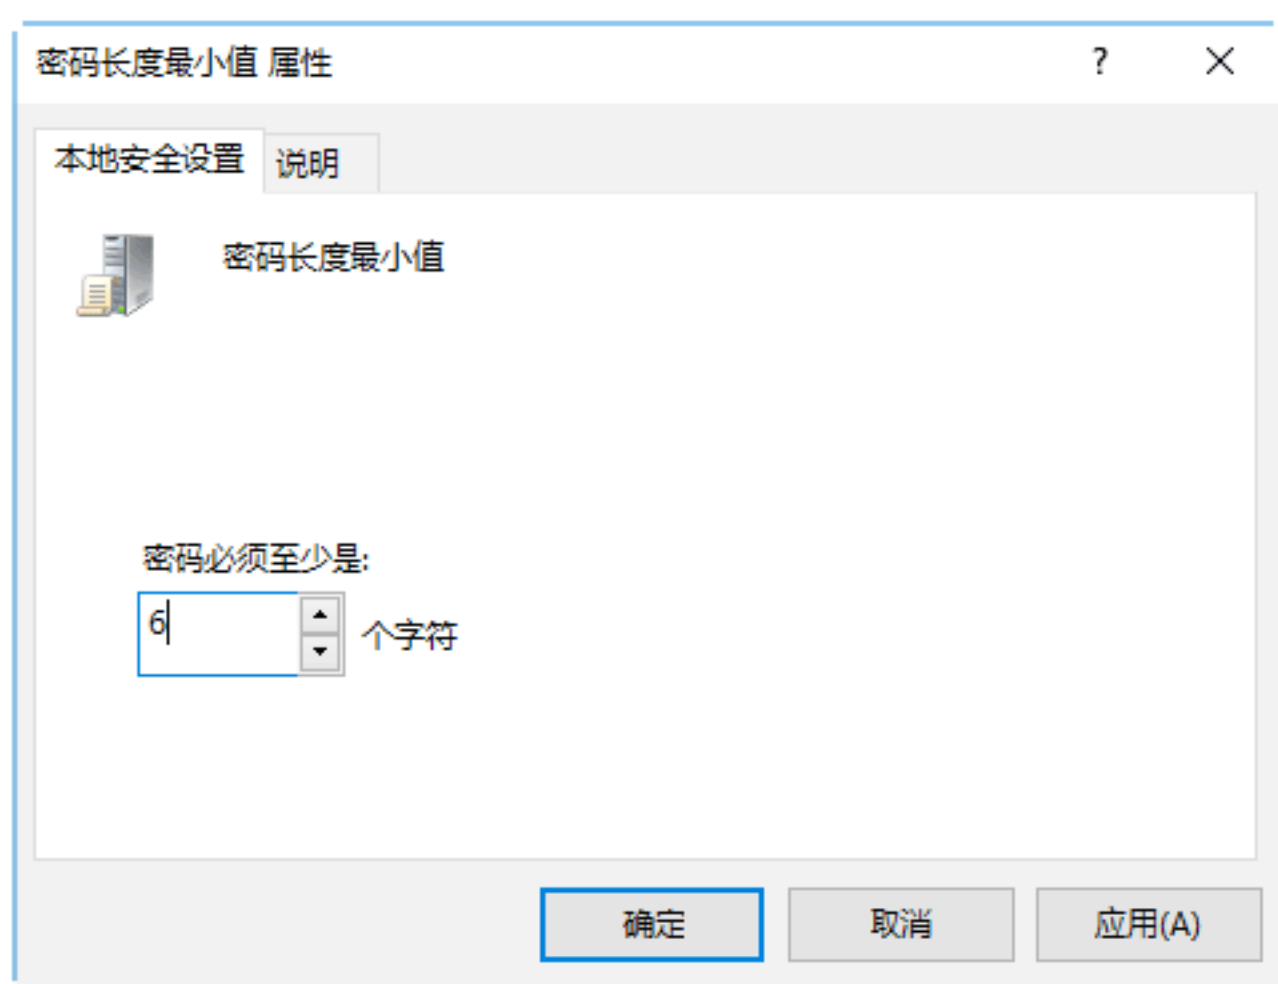 密码长度最小值 属性
?
本地安全设置
说明
密码长度最小值
密码必须至少是:
6
个字符
确定
取消
应用(A)